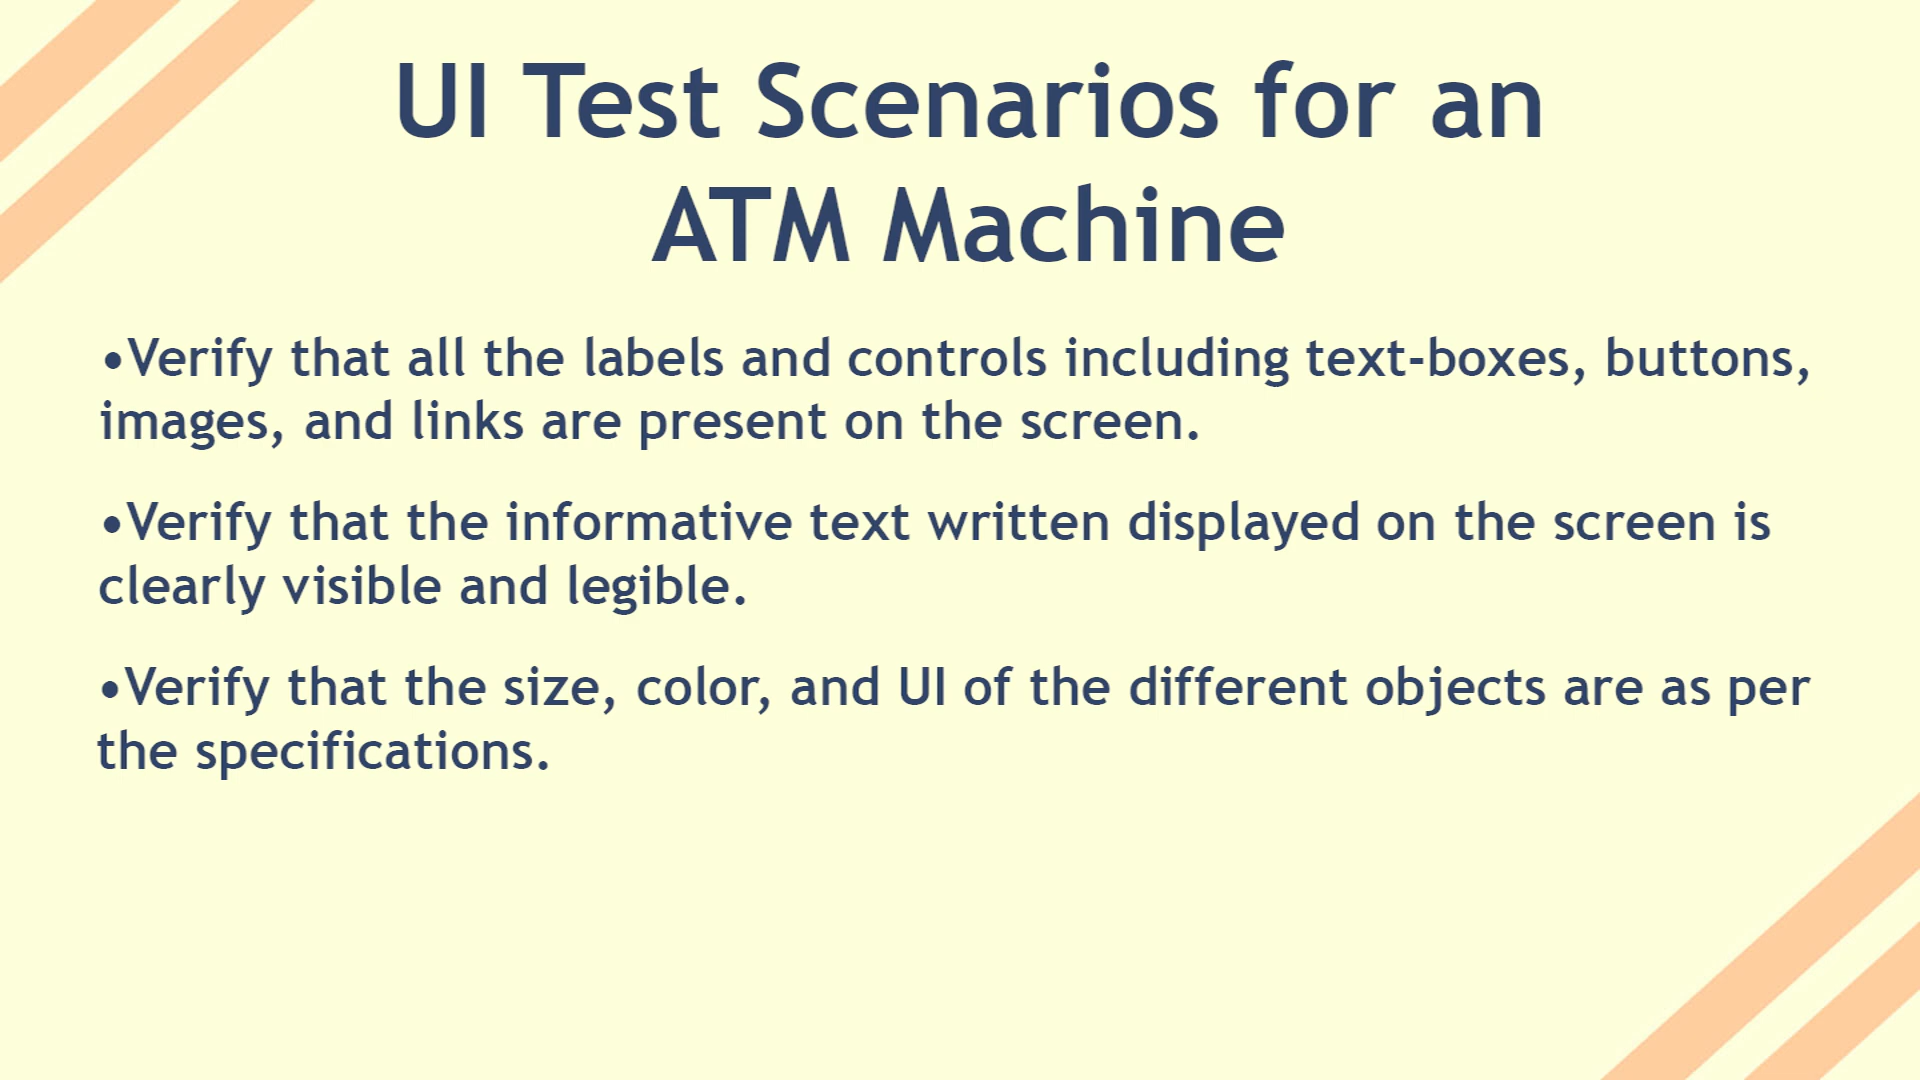 UI Test Scenarios for an
ATM Machine
•Verify that all the labels and controls including text-boxes, buttons,
images, and links are present on the screen.
•Verify that the informative text written displayed on the screen is
clearly visible and legible.
•Verify that the size, color, and UI of the different objects are as per
the specifications.